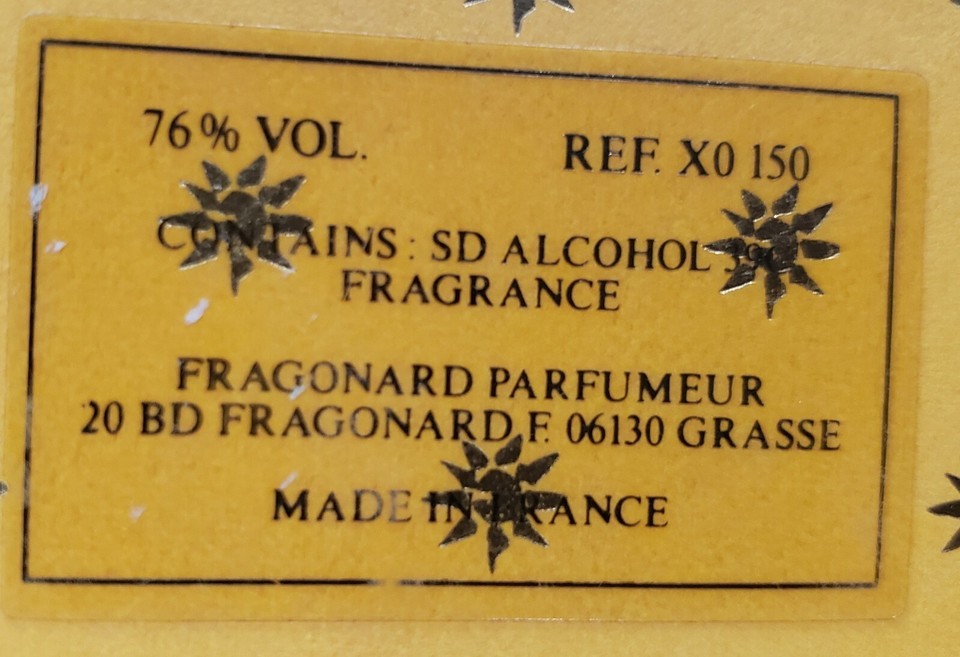 76% VOL.
REF. X0 150
CONTAINS : SD ALCOHOL 39C
FRAGRANCE
FRAGONARD PARFUMEUR
20 BD FRAGONARD F. 06130 GRASSE
MADE IN FRANCE